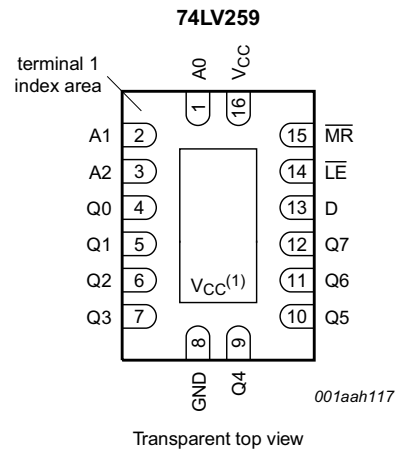 74LV259
terminal 1
index area
A0
VCC
1
16
A1 2
15 MR
A2 3
14 LE
Q0 4
13 D
Q1 5
12 Q7
Q2 6
11 Q6
VCC(1)
Q3 7
10 Q5
8
9
GND
Q4
001aah117
Transparent top view